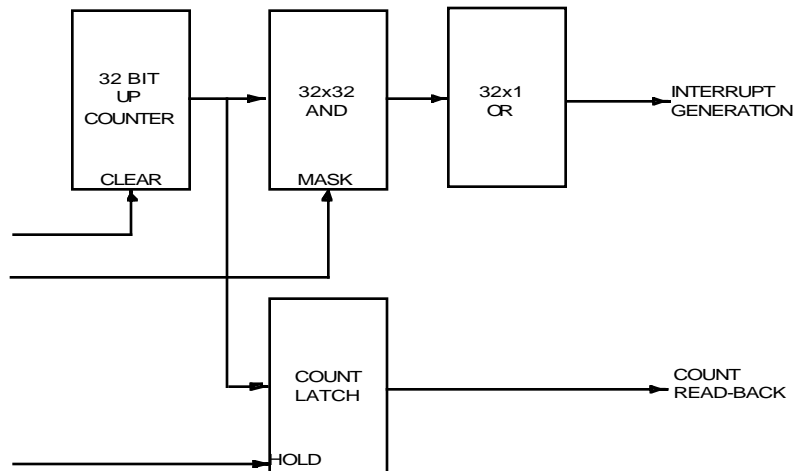 32 BIT
UP
COUNTER
CLEAR
32x32
AND
MASK
32x1
OR
INTERRUPT
GENERATION
COUNT
LATCH
HOLD
COUNT
READ-BACK